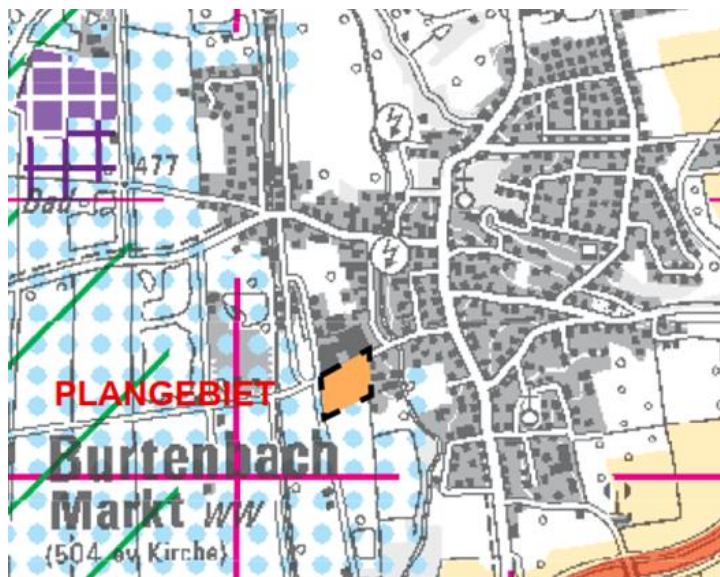 477
Bad
PLANGEBIET
Burtenbach
Markt WW
(504 ev Kirche)